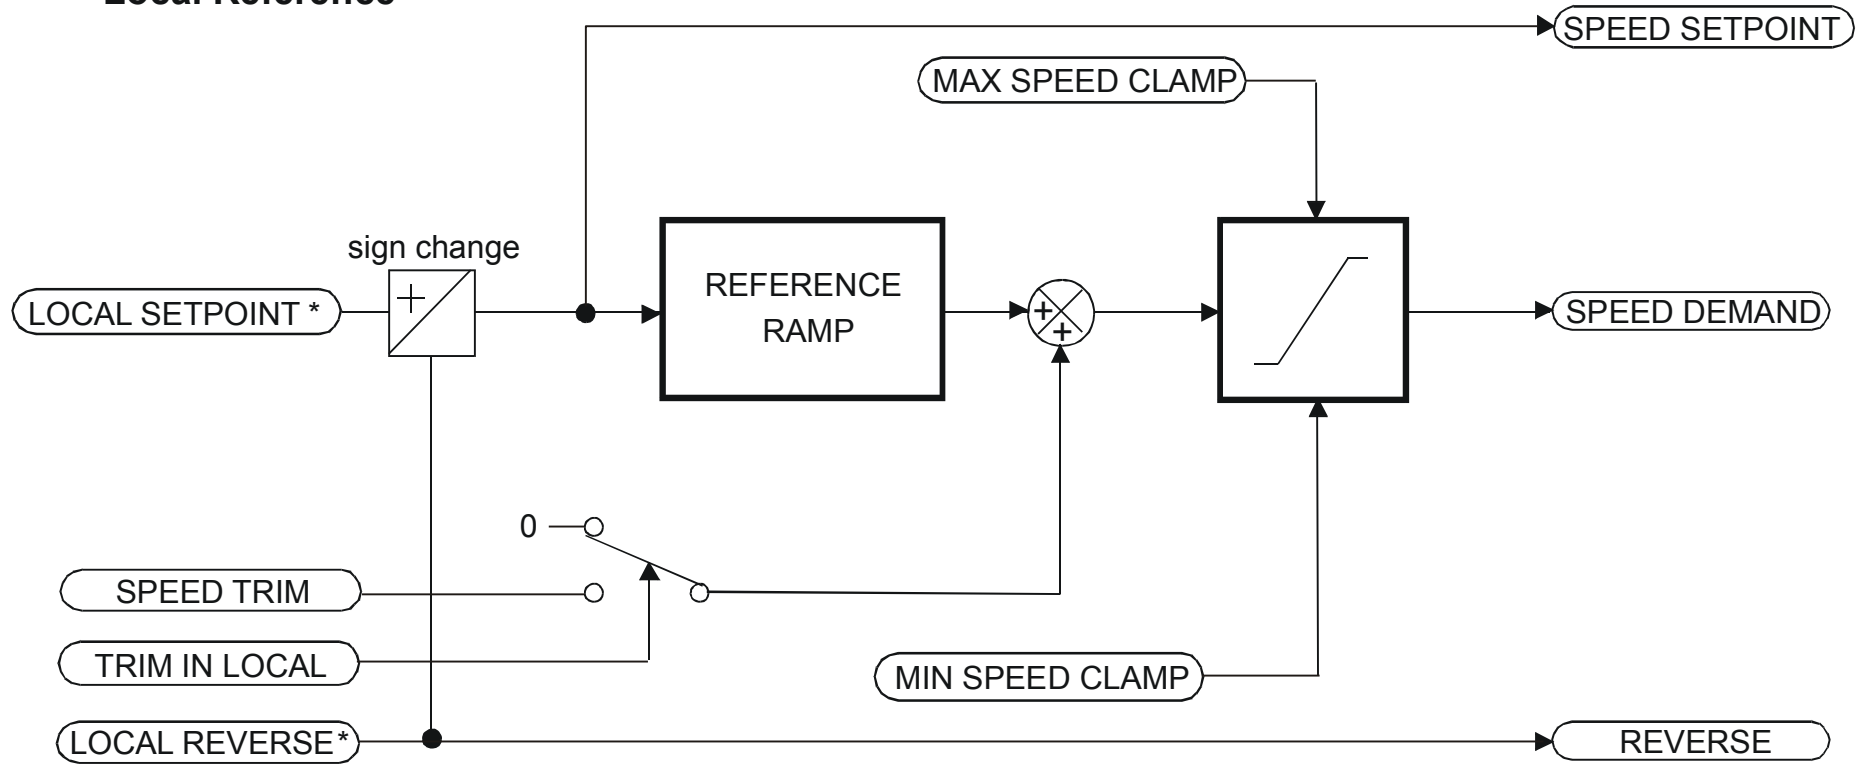 SPEED SETPOINT
MAX SPEED CLAMP
sign change
LOCAL SETPOINT *
+
REFERENCE
RAMP
+
+
SPEED DEMAND
0
SPEED TRIM
TRIM IN LOCAL
MIN SPEED CLAMP
LOCAL REVERSE*
REVERSE